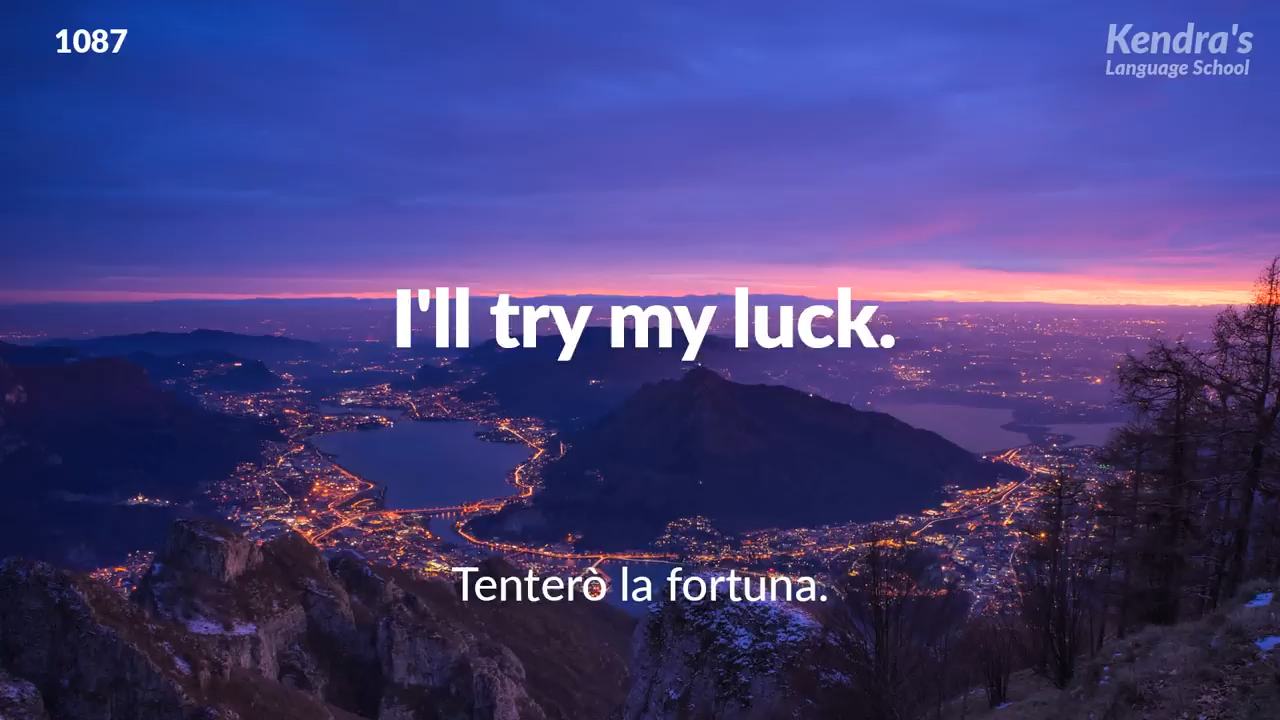 1087
Kendra's
Language School
I'll try my luck.
Tenterò la fortuna.